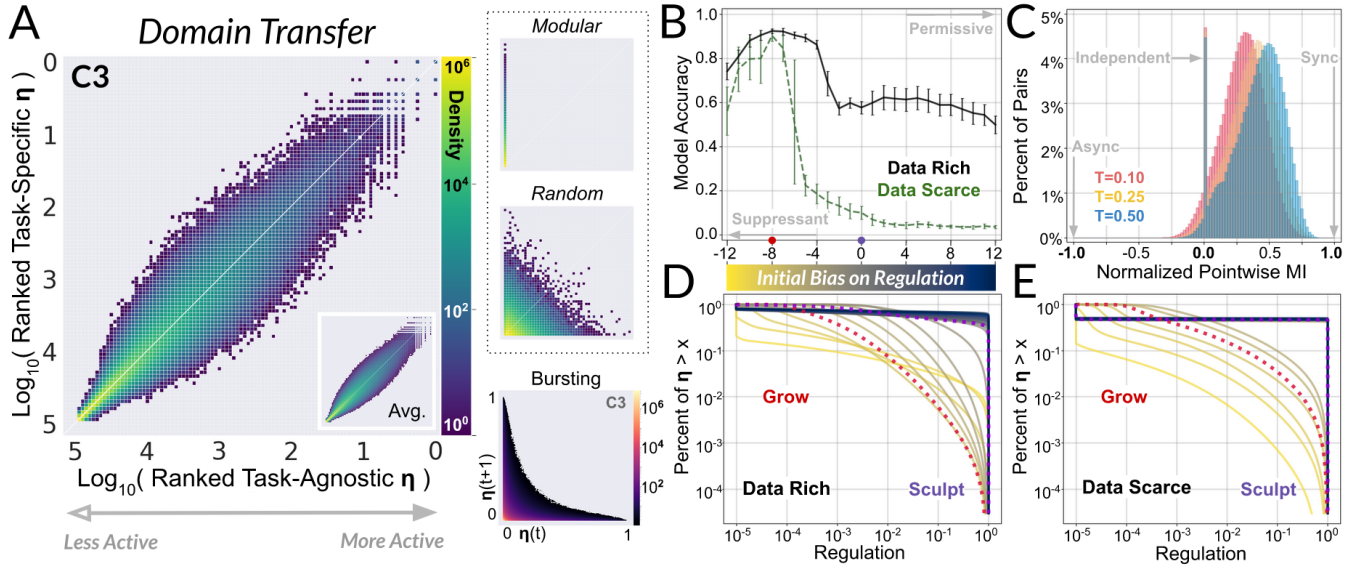 A
Domain Transfer
C3
0
1
2
3
4
5
Log10( Ranked Task-Specific η )
10^6
Density
10^4
10^2
10^0
Avg.
5 4 3 2 1 0
Log10( Ranked Task-Agnostic η )
Less Active
More Active
Modular
Random
Bursting
C3
1
η(t+1)
0
0 η(t) 1
10^6
10^4
10^2
B
Model Accuracy
1.0
0.8
0.6
0.4
0.2
0.0
Permissive
Data Rich
Data Scarce
Suppressant
-12 -8 -4 0 4 8 12
Initial Bias on Regulation
C
Percent of Pairs
5%
4%
3%
2%
1%
0%
Independent
Sync
Async
T=0.10
T=0.25
T=0.50
-1.0 -0.5 0.0 0.5 1.0
Normalized Pointwise MI
D
Percent of η > x
10^0
10^-1
10^-2
10^-3
10^-4
Grow
Data Rich
Sculpt
10^-5 10^-4 10^-3 10^-2 10^-1 10^0
Regulation
E
Percent of η > x
10^0
10^-1
10^-2
10^-3
10^-4
Grow
Data Scarce
Sculpt
10^-5 10^-4 10^-3 10^-2 10^-1 10^0
Regulation